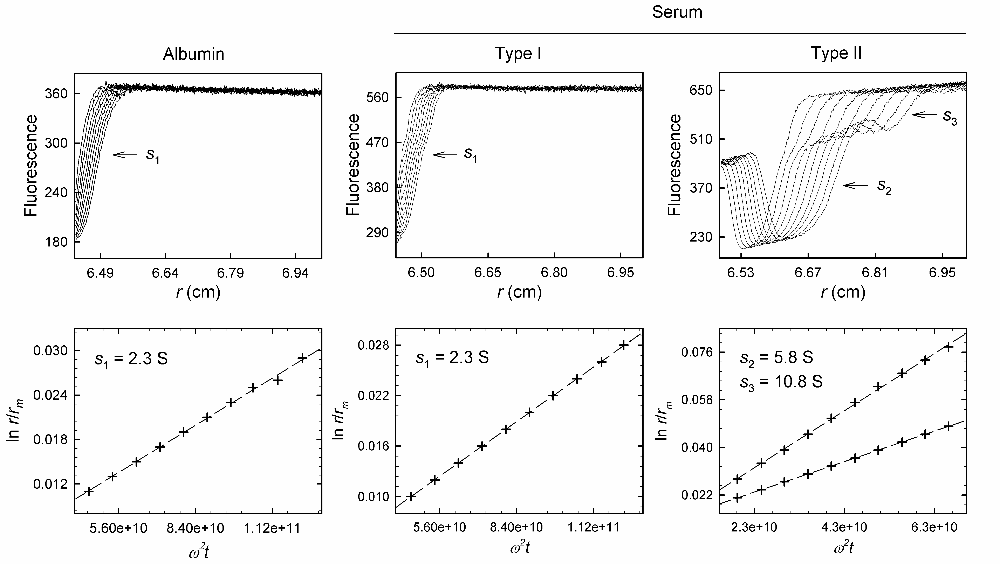 Serum
Albumin
Type I
Type II
Fluorescence
360
300
240
180
s1
6.49 6.64 6.79 6.94
r (cm)
Fluorescence
560
470
380
290
s1
6.50 6.65 6.80 6.95
r (cm)
Fluorescence
650
510
370
230
s3
s2
6.53 6.67 6.81 6.95
r (cm)
ln r/rm
0.030
0.024
0.018
0.012
s1 = 2.3 S
5.60e+10 8.40e+10 1.12e+11
ω²t
ln r/rm
0.028
0.022
0.016
0.010
s1 = 2.3 S
5.60e+10 8.40e+10 1.12e+11
ω²t
ln r/rm
0.076
0.058
0.040
0.022
s2 = 5.8 S
s3 = 10.8 S
2.3e+10 4.3e+10 6.3e+10
ω²t